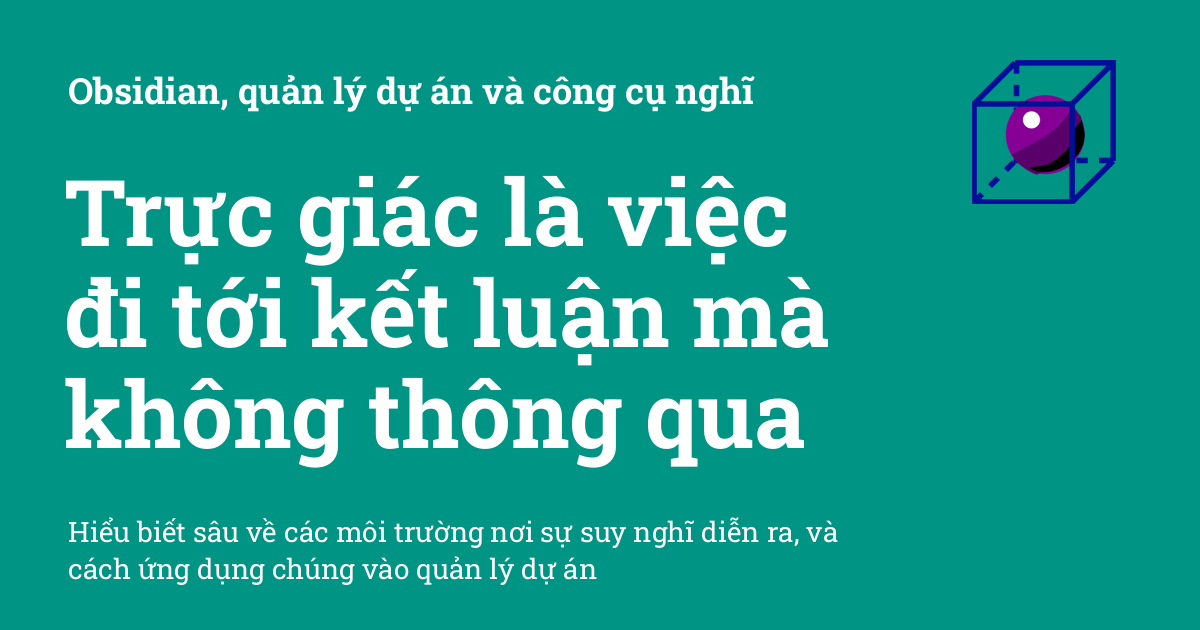 Obsidian, quản lý dự án và công cụ nghĩ
Trực giác là việc
đi tới kết luận mà
không thông qua
Hiểu biết sâu về các môi trường nơi sự suy nghĩ diễn ra, và
cách ứng dụng chúng vào quản lý dự án